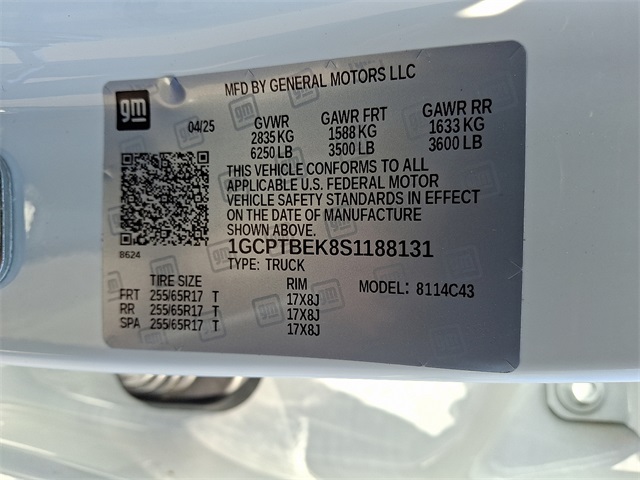 MFD BY GENERAL MOTORS LLC
gm
04/25 GVWR GAWR FRT GAWR RR
2835 KG 1588 KG 1633 KG
6250 LB 3500 LB 3600 LB
THIS VEHICLE CONFORMS TO ALL
APPLICABLE U.S. FEDERAL MOTOR
VEHICLE SAFETY STANDARDS IN EFFECT
ON THE DATE OF MANUFACTURE
SHOWN ABOVE.
8624
1GCPTBEK8S1188131
TYPE: TRUCK
TIRE SIZE RIM MODEL: 8114C43
FRT 255/65R17 T 17X8J
RR 255/65R17 T 17X8J
SPA 255/65R17 T 17X8J